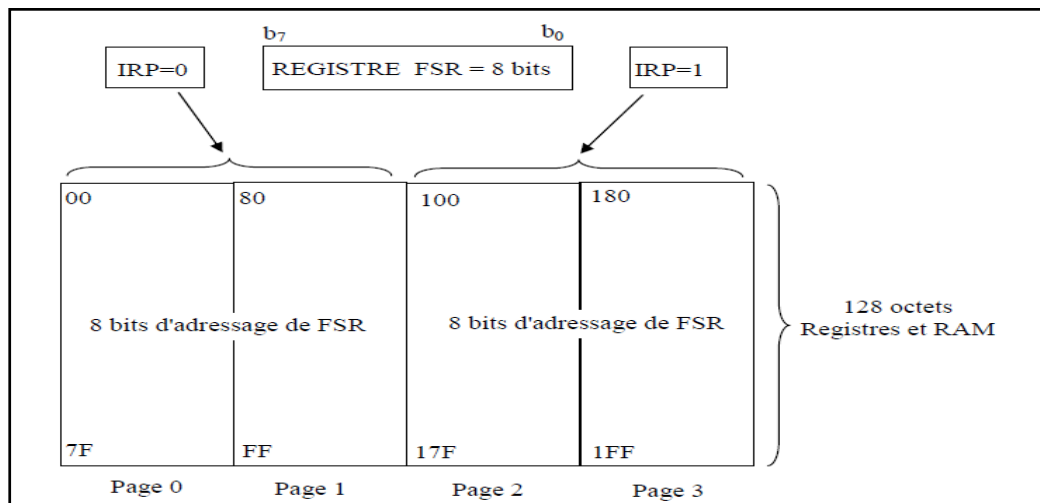 b7 b0
IRP=0
REGISTRE FSR = 8 bits
IRP=1
00 80 100 180
8 bits d'adressage de FSR
8 bits d'adressage de FSR
128 octets
Registres et RAM
7F FF 17F 1FF
Page 0 Page 1 Page 2 Page 3